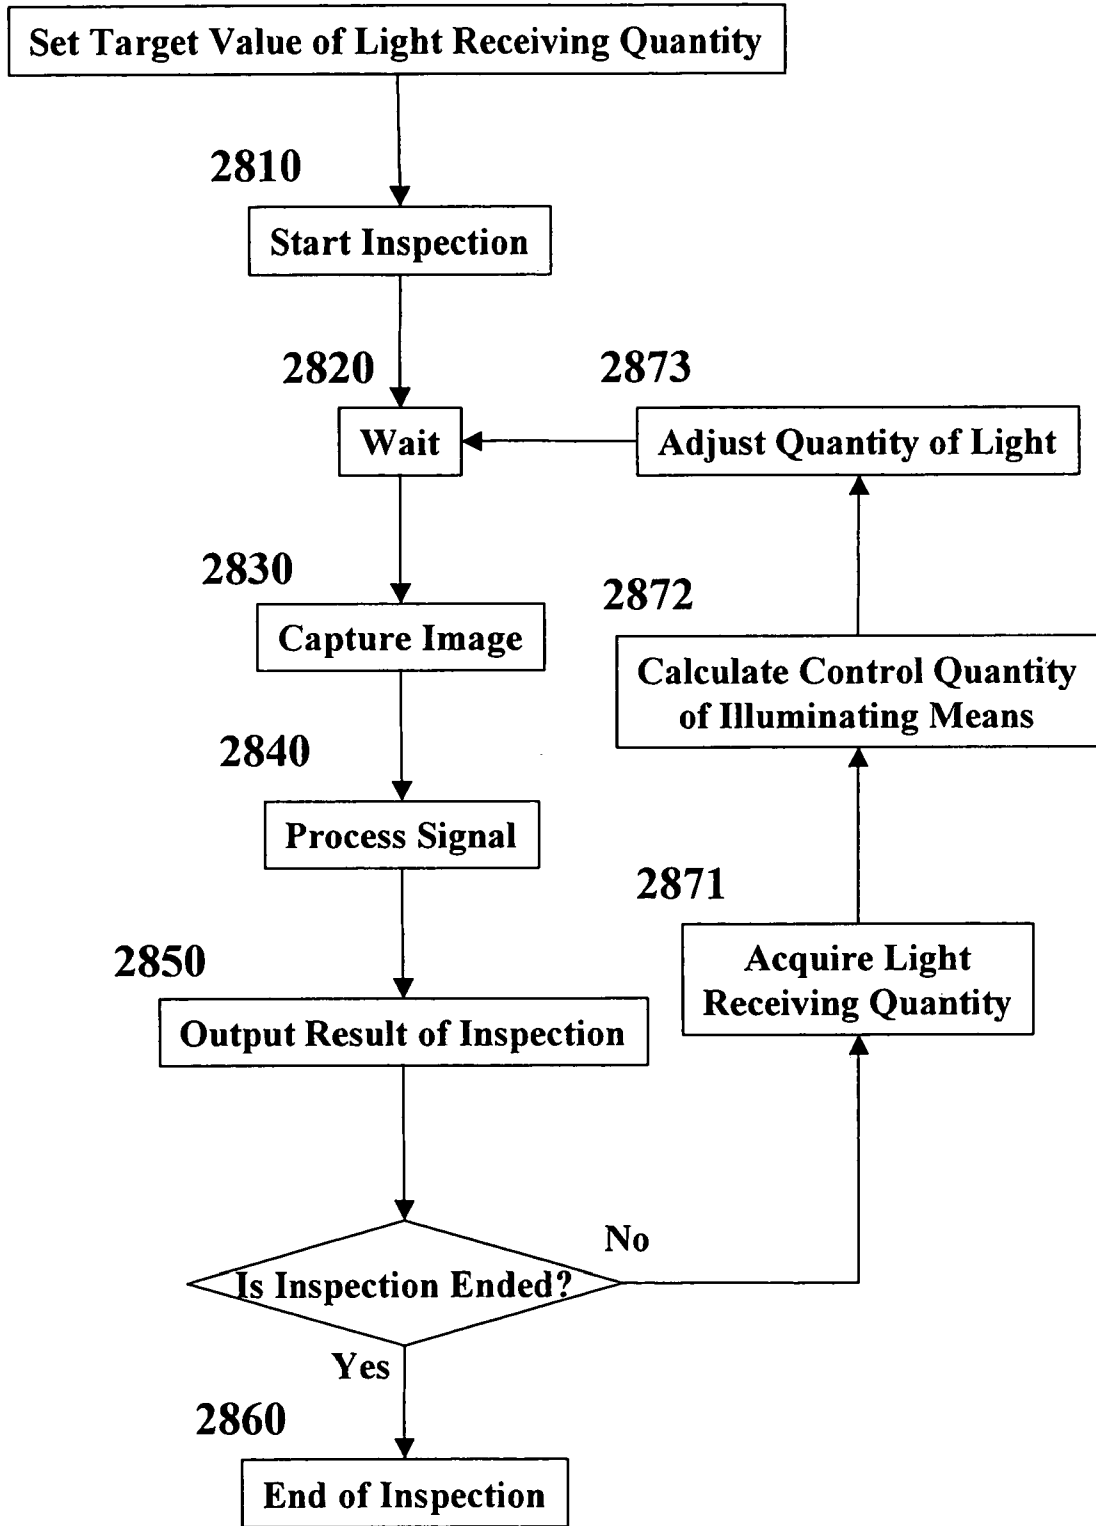 Set Target Value of Light Receiving Quantity
2810
Start Inspection
2820
Wait
2873
Adjust Quantity of Light
2830
Capture Image
2872
Calculate Control Quantity
of Illuminating Means
2840
Process Signal
2871
Acquire Light
Receiving Quantity
2850
Output Result of Inspection
Is Inspection Ended?
No
Yes
2860
End of Inspection